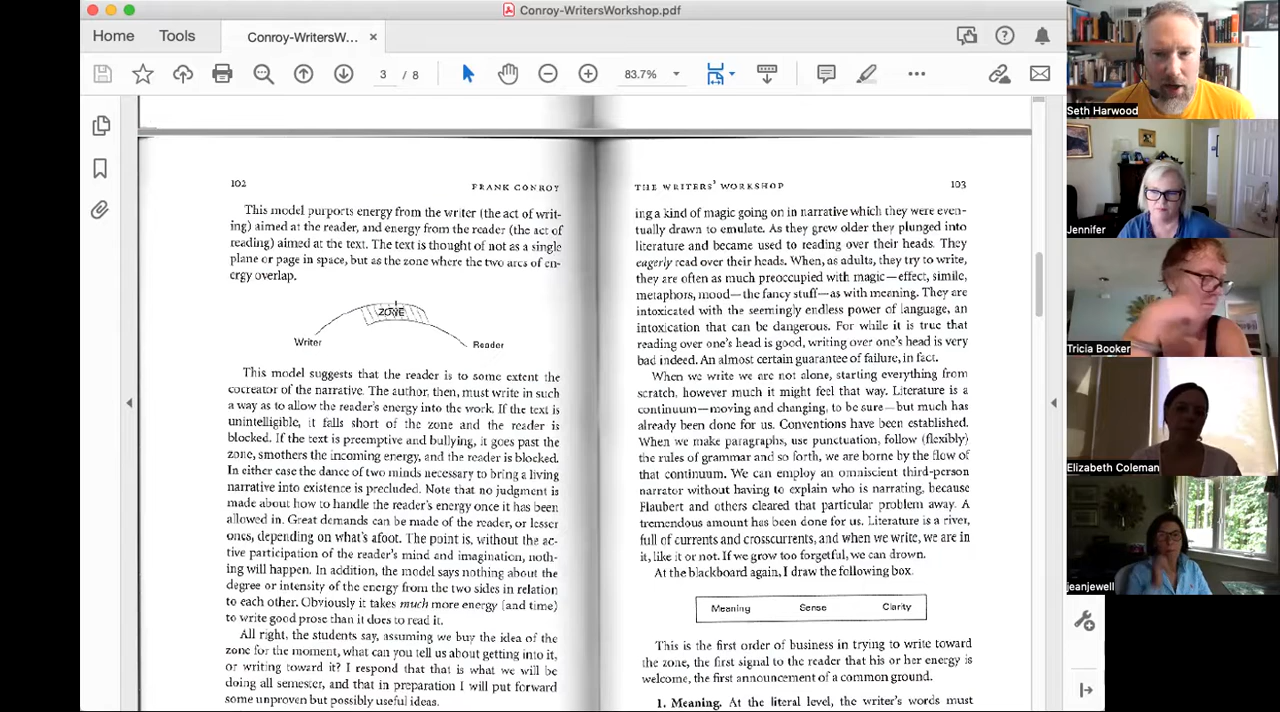 Conroy-WritersWorkshop.pdf
Home
Tools
Conroy-WritersW...
3 / 8
83.7%
102
FRANK CONROY
This model purports energy from the writer (the act of writ-
ing) aimed at the reader, and energy from the reader (the act of
reading) aimed at the text. The text is thought of not as a single
plane or page in space, but as the zone where the two arcs of en-
ergy overlap.
ZONE
Writer
Reader
This model suggests that the reader is to some extent the
cocreator of the narrative. The author, then, must write in such
a way as to allow the reader's energy into the work. If the text is
unintelligible, it falls short of the zone and the reader is
blocked. If the text is preemptive and bullying, it goes past the
zone, smothers the incoming energy, and the reader is blocked.
In either case the dance of two minds necessary to bring a living
narrative into existence is precluded. Note that no judgment is
made about how to handle the reader's energy once it has been
allowed in. Great demands can be made of the reader, or lesser
ones, depending on what's afoot. The point is, without the ac-
tive participation of the reader's mind and imagination, noth-
ing will happen. In addition, the model says nothing about the
degree or intensity of the energy from the two sides in relation
to each other. Obviously it takes much more energy (and time)
to write good prose than it does to read it.
All right, the students say, assuming we buy the idea of the
zone for the moment, what can you tell us about getting into it,
or writing toward it? I respond that that is what we will be
doing all semester, and that in preparation I will put forward
some unproven but possibly useful ideas.
THE WRITERS' WORKSHOP
103
ing a kind of magic going on in narrative which they were even-
tually drawn to emulate. As they grew older they plunged into
literature and became used to reading over their heads. They
eagerly read over their heads. When, as adults, they try to write,
they are often as much preoccupied with magic—effect, simile,
metaphors, mood—the fancy stuff—as with meaning. They are
intoxicated with the seemingly endless power of language, an
intoxication that can be dangerous. For while it is true that
reading over one's head is good, writing over one's head is very
bad indeed. An almost certain guarantee of failure, in fact.
When we write we are not alone, starting everything from
scratch, however much it might feel that way. Literature is a
continuum—moving and changing, to be sure—but much has
already been done for us. Conventions have been established.
When we make paragraphs, use punctuation, follow (flexibly)
the rules of grammar and so forth, we are borne by the flow of
that continuum. We can employ an omniscient third-person
narrator without having to explain who is narrating, because
Flaubert and others cleared that particular problem away. A
tremendous amount has been done for us. Literature is a river,
full of currents and crosscurrents, and when we write, we are in
it, like it or not. If we grow too forgetful, we can drown.
At the blackboard again, I draw the following box.
Meaning Sense Clarity
This is the first order of business in trying to write toward
the zone, the first signal to the reader that his or her energy is
welcome, the first announcement of a common ground.
1. Meaning. At the literal level, the writer's words must
Seth Harwood
Jennifer
Tricia Booker
Elizabeth Coleman
jeanjewell